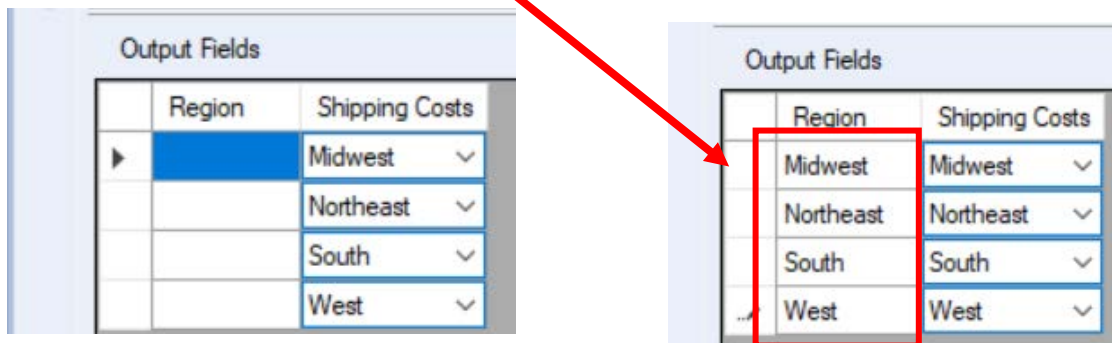 Output Fields
Region Shipping Costs
Midwest
Northeast
South
West
Output Fields
Region Shipping Costs
Midwest Midwest
Northeast Northeast
South South
West West